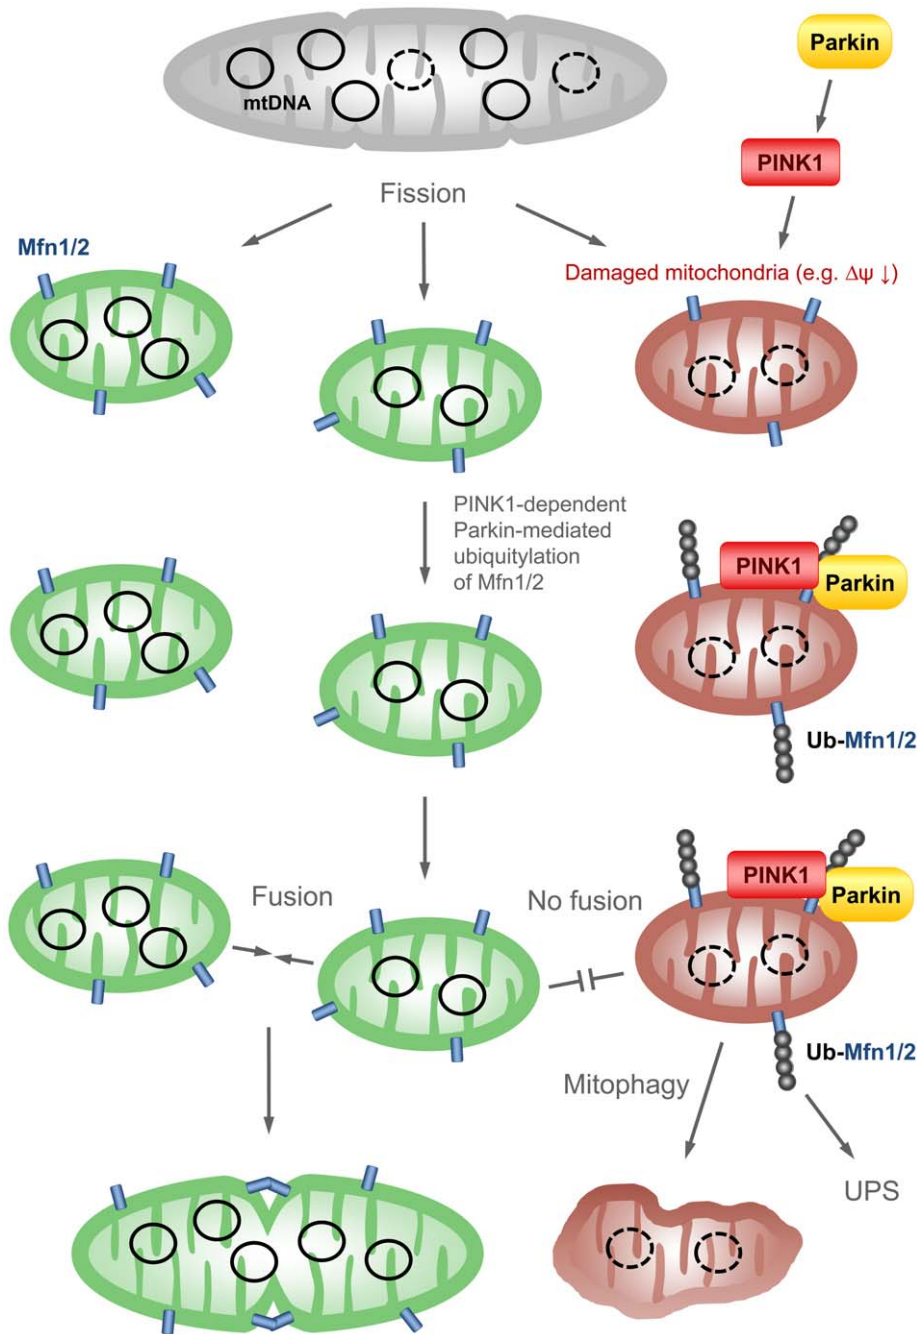 Parkin
mtDNA
PINK1
Fission
Mfn1/2
Damaged mitochondria (e.g. Δψ ↓)
PINK1-dependent
Parkin-mediated
ubiquitylation
of Mfn1/2
PINK1
Parkin
Ub-Mfn1/2
Fusion
No fusion
PINK1
Parkin
Ub-Mfn1/2
Mitophagy
UPS